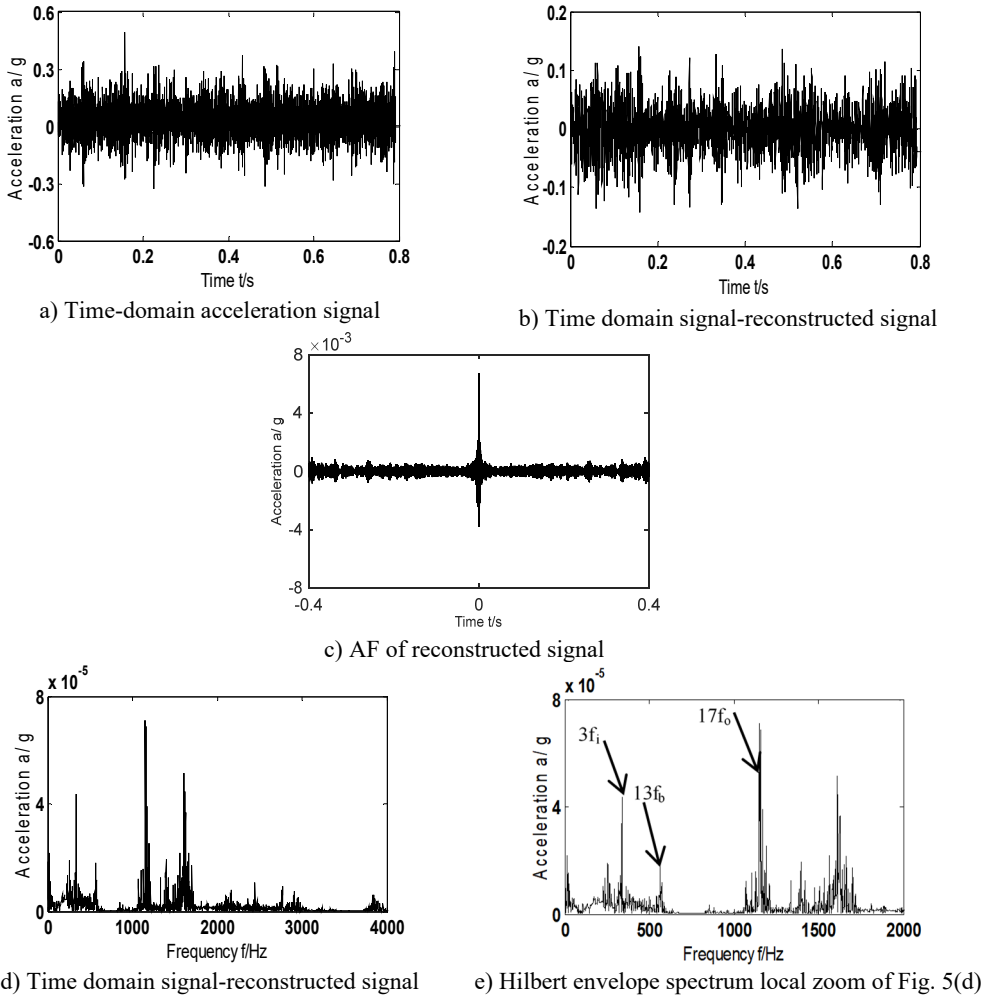 0.6
0.3
0
-0.3
-0.6
Acceleration a/ g
0 0.2 0.4 0.6 0.8
Time t/s
a) Time-domain acceleration signal
0.2
0.1
0
-0.1
-0.2
Acceleration a/ g
0 0.2 0.4 0.6 0.8
Time t/s
b) Time domain signal-reconstructed signal
×10-3
8
4
0
-4
-8
Acceleration a/ g
-0.4 0 0.4
Time t/s
c) AF of reconstructed signal
x 10-5
8
4
0
Acceleration a/ g
0 1000 2000 3000 4000
Frequency f/Hz
d) Time domain signal-reconstructed signal
x 10-5
8
4
0
Acceleration a/ g
3fi
13fb
17fo
0 500 1000 1500 2000
Frequency f/Hz
e) Hilbert envelope spectrum local zoom of Fig. 5(d)